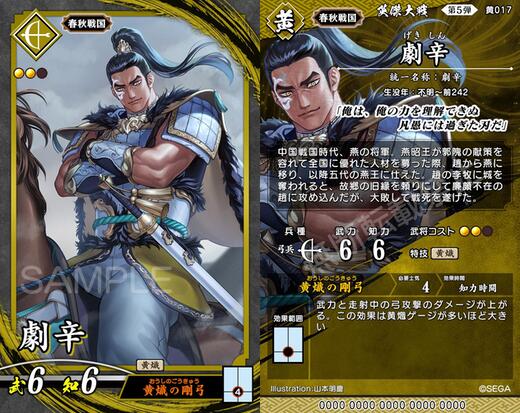 春秋戦国
SAMPLE
劇辛
黄熾
武6 知6
おうしのごうきゅう
黄熾の剛弓
4
黄
春秋戦国
英傑大戦
第5弾
黄017
げき しん
劇辛
統一名称:劇辛
生没年:不明~前242
「俺は、俺の力を理解できぬ
凡愚には過ぎた刃だ」
中国戦国時代、燕の将軍。燕昭王が郭隗の献策を
容れて全国に優れた人材を募った際、趙から燕に
移り、以降五代の燕王に仕えた。趙の李牧に城を
奪われると、故郷の旧縁を頼りにして廉頗不在の
趙に攻め込んだが、大敗して戦死を遂げた。
兵種 武力 知力 武将コスト
弓兵 6 6
特技 黄熾
おうしのごうきゅう
黄熾の剛弓
必要士気 4
効果時間 知力時間
効果範囲
武力と走射中の弓攻撃のダメージが上が
る。この効果は黄熾ゲージが多いほど大き
い
Illustration:山本明慶
©SEGA
0000 0000 0000 0000 0000